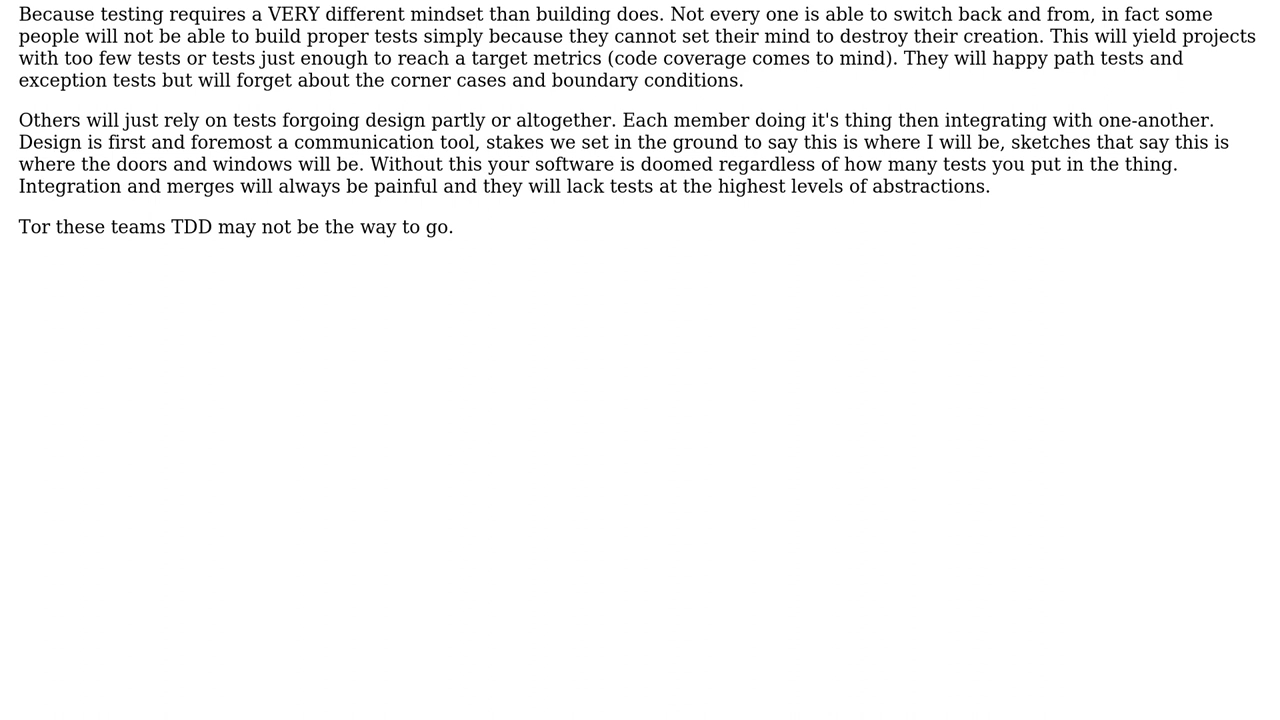 Because testing requires a VERY different mindset than building does. Not every one is able to switch back and from, in fact some
people will not be able to build proper tests simply because they cannot set their mind to destroy their creation. This will yield projects
with too few tests or tests just enough to reach a target metrics (code coverage comes to mind). They will happy path tests and
exception tests but will forget about the corner cases and boundary conditions.
Others will just rely on tests forgoing design partly or altogether. Each member doing it's thing then integrating with one-another.
Design is first and foremost a communication tool, stakes we set in the ground to say this is where I will be, sketches that say this is
where the doors and windows will be. Without this your software is doomed regardless of how many tests you put in the thing.
Integration and merges will always be painful and they will lack tests at the highest levels of abstractions.
Tor these teams TDD may not be the way to go.